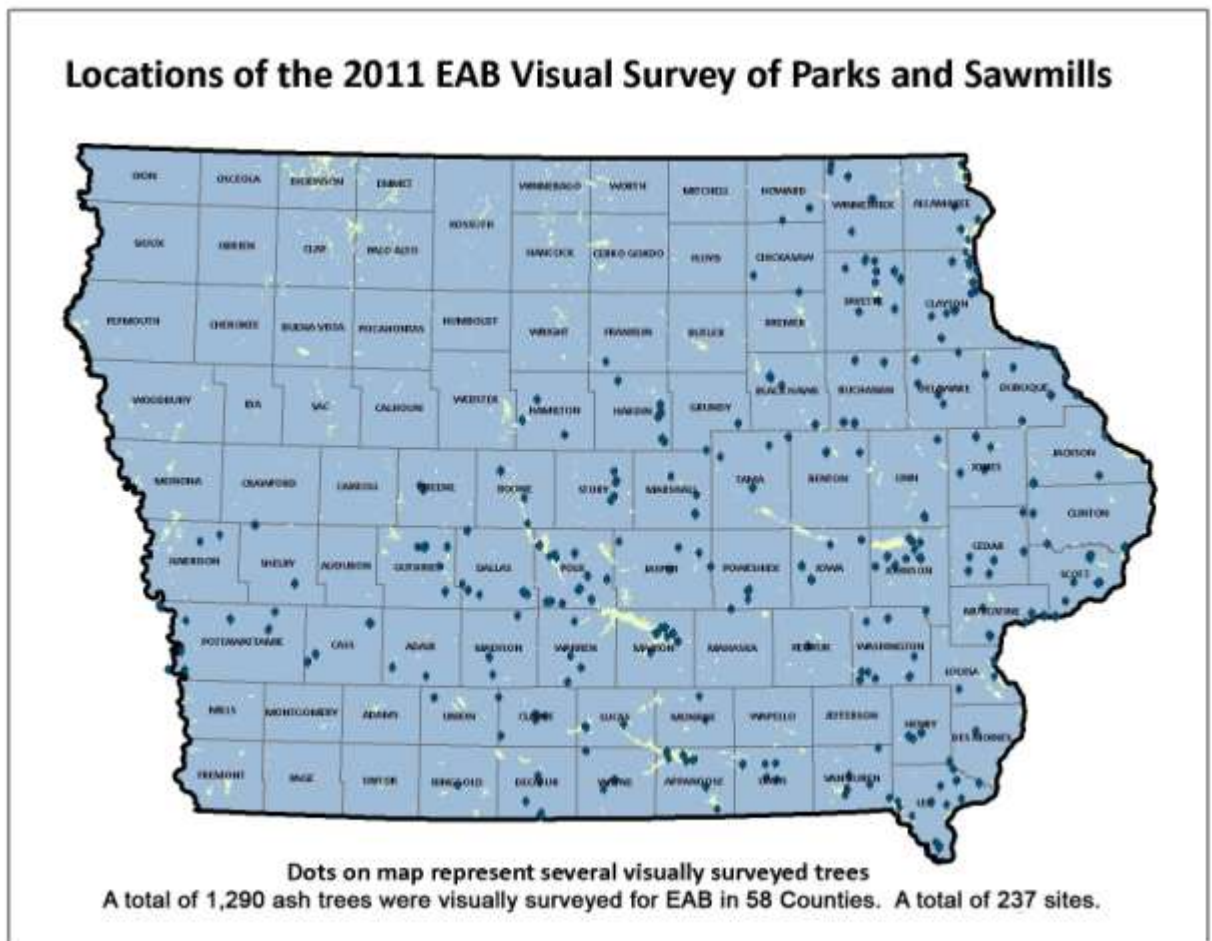 Locations of the 2011 EAB Visual Survey of Parks and Sawmills
OSCEOLA DICKINSON EMMET WINNEBAGO WORTH MITCHELL HOWARD WINNESHIEK ALLAMAKEE
KOSSUTH
SIOUX CLAY PALO ALTO HANCOCK CERRO GORDO FLOYD CHICKASAW
FAYETTE CLAYTON
PLYMOUTH CHEROKEE BUENA VISTA POCAHONTAS HUMBOLDT WRIGHT FRANKLIN BUTLER BREMER
WOODBURY IDA SAC CALHOUN WEBSTER HAMILTON HARDIN GRUNDY BLACK HAWK BUCHANAN DELAWARE DUBUQUE
JACKSON
MONONA CRAWFORD CARROLL GREENE BOONE STORY MARSHALL TAMA BENTON LINN JONES
CLINTON
HARRISON SHELBY AUDUBON GUTHRIE DALLAS POLK JASPER POWESHIEK IOWA JOHNSON CEDAR
SCOTT
MUSCATINE
POTTAWATTAMIE CASS ADAIR MADISON WARREN MARION MAHASKA KEOKUK WASHINGTON
LOUISA
MILLS MONTGOMERY ADAMS UNION CLARKE LUCAS MONROE WAPELLO JEFFERSON HENRY
DES MOINES
FREMONT PAGE TAYLOR RINGGOLD DECATUR WAYNE APPANOOSE DAVIS VAN BUREN
LEE
Dots on map represent several visually surveyed trees
A total of 1,290 ash trees were visually surveyed for EAB in 58 Counties. A total of 237 sites.